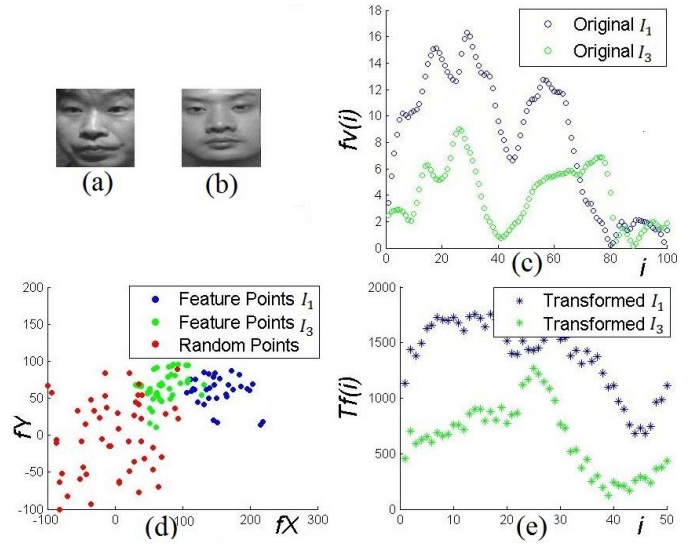 (a)
(b)
18
16
14
12
10
8
6
4
2
0
fv(i)
Original I₁
Original I₃
0 20 40 60 80 100
(c)
i
200
150
100
50
0
-50
-100
fY
Feature Points I₁
Feature Points I₃
Random Points
-100 0 100 200 300
(d)
fX
2000
1500
1000
500
0
Tf(i)
Transformed I₁
Transformed I₃
0 10 20 30 40 50
(e)
i